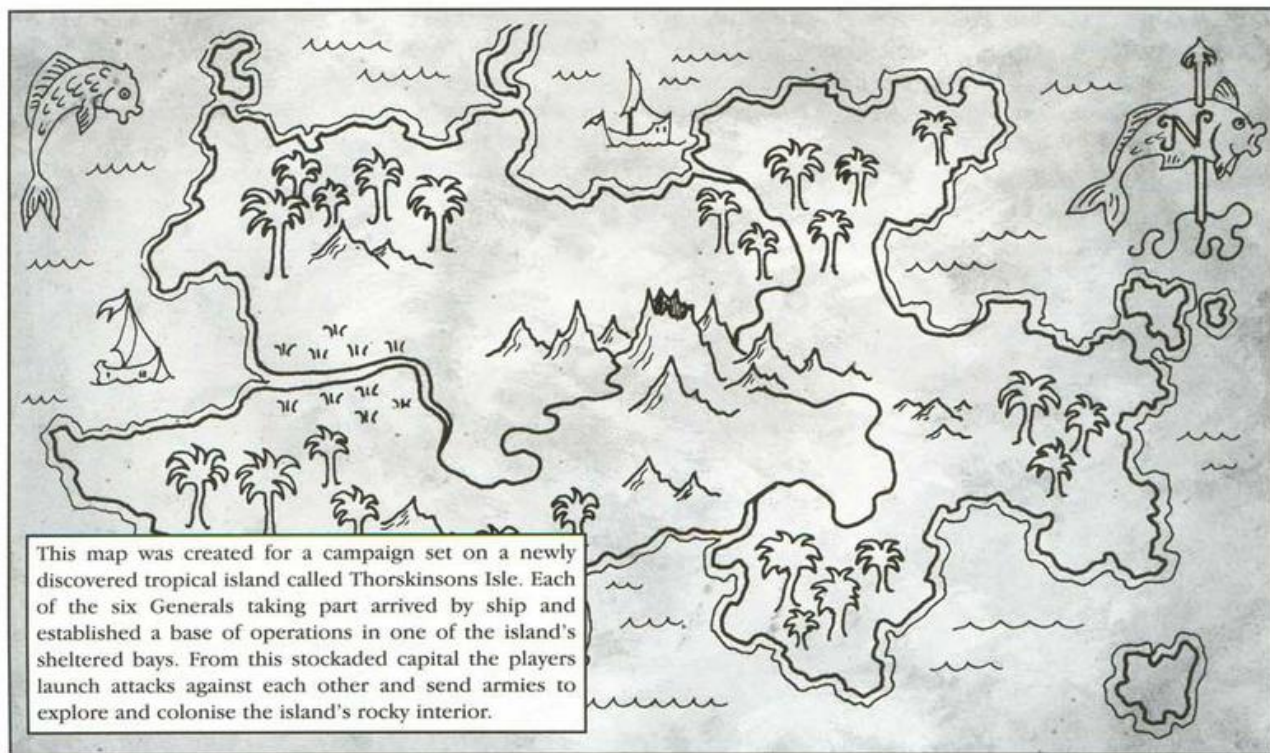 N
This map was created for a campaign set on a newly
discovered tropical island called Thorskinsons Isle. Each
of the six Generals taking part arrived by ship and
established a base of operations in one of the island's
sheltered bays. From this stockaded capital the players
launch attacks against each other and send armies to
explore and colonise the island's rocky interior.